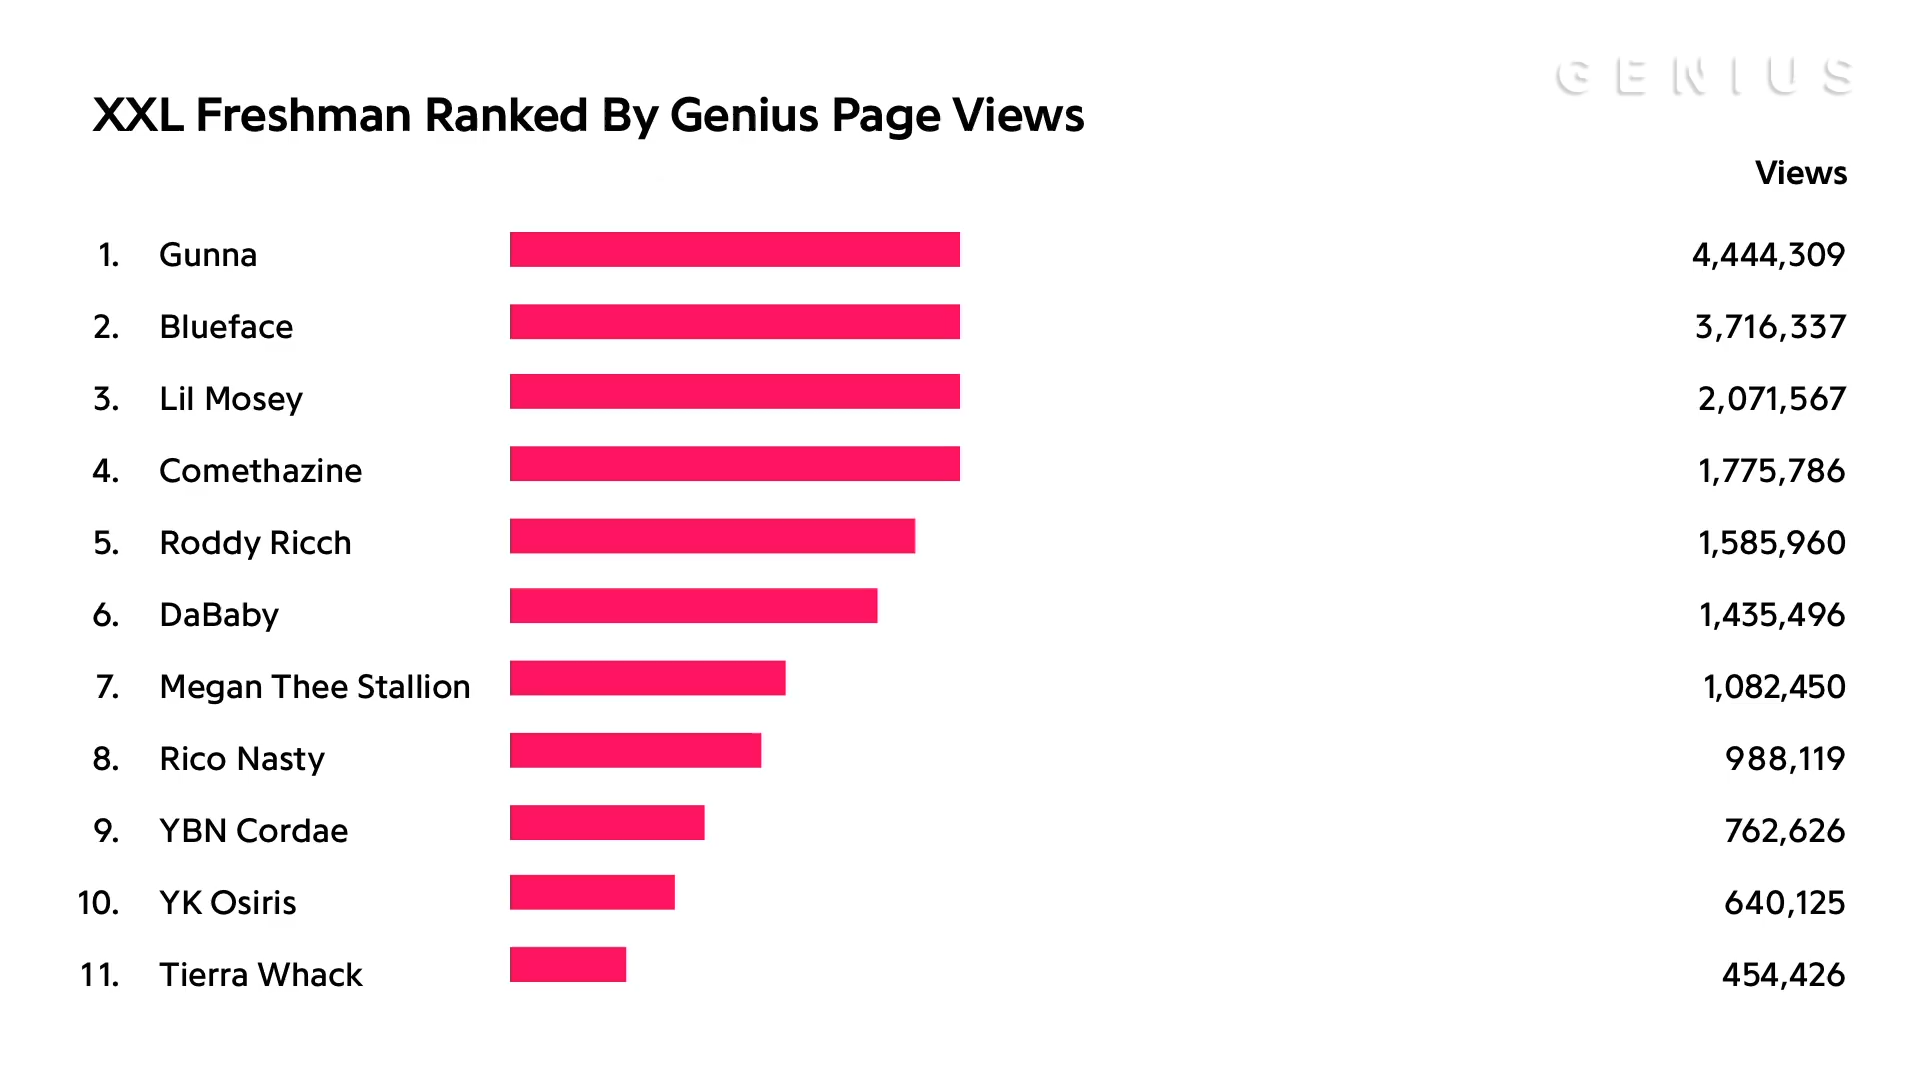 GENIUS
XXL Freshman Ranked By Genius Page Views
Views
1. Gunna 4,444,309
2. Blueface 3,716,337
3. Lil Mosey 2,071,567
4. Comethazine 1,775,786
5. Roddy Ricch 1,585,960
6. DaBaby 1,435,496
7. Megan Thee Stallion 1,082,450
8. Rico Nasty 988,119
9. YBN Cordae 762,626
10. YK Osiris 640,125
11. Tierra Whack 454,426